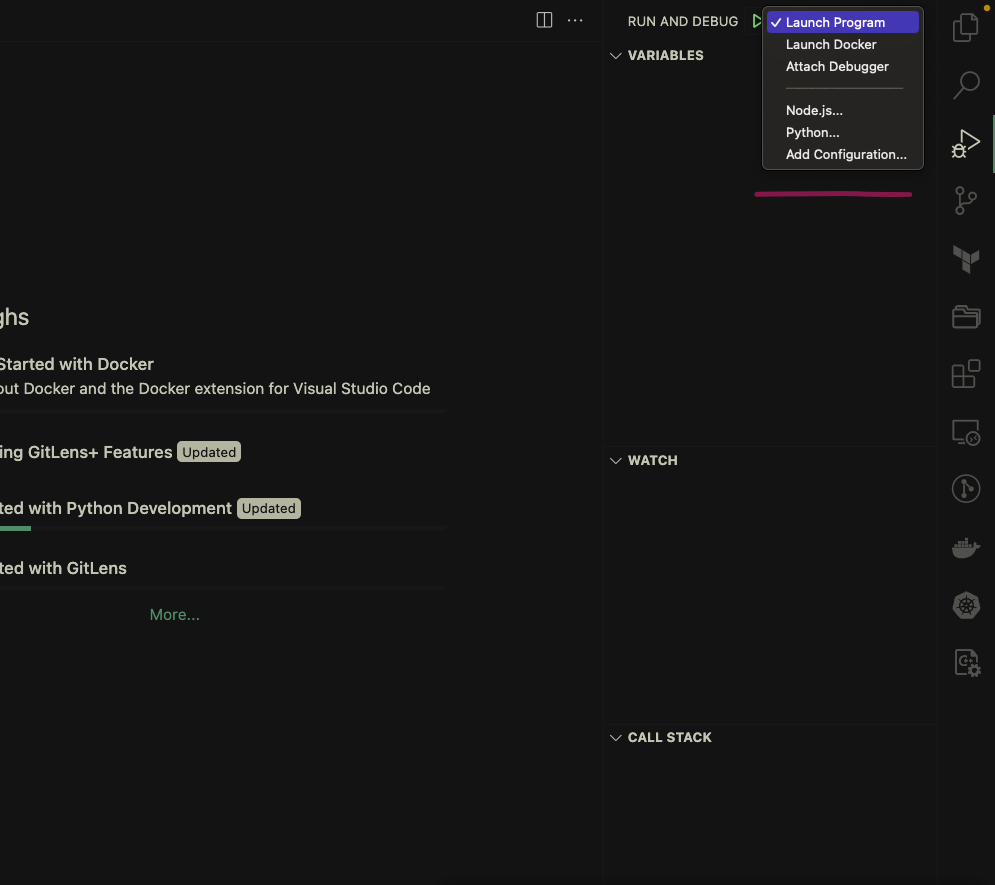 ghs
Started with Docker
out Docker and the Docker extension for Visual Studio Code
ing GitLens+ Features Updated
ted with Python Development Updated
ted with GitLens
More...
RUN AND DEBUG
VARIABLES
Launch Program
Launch Docker
Attach Debugger
Node.js...
Python...
Add Configuration...
WATCH
CALL STACK